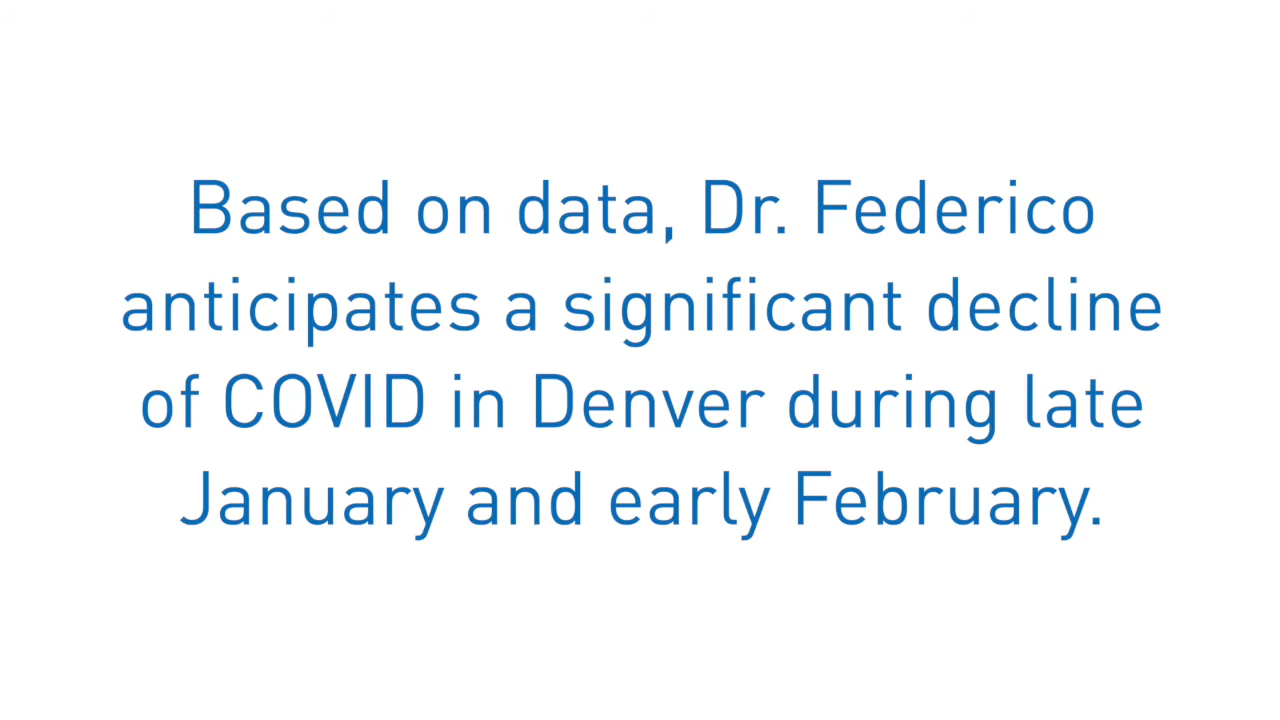 Based on data, Dr. Federico
anticipates a significant decline
of COVID in Denver during late
January and early February.